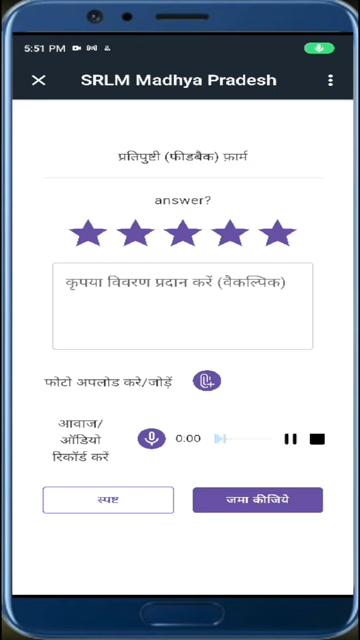 5:51 PM
SRLM Madhya Pradesh
प्रतिपुष्टी (फीडबैक) फ़ार्म
answer?
कृपया विवरण प्रदान करें (वैकल्पिक)
फोटो अपलोड करे/जोड़ें
आवाज/
ऑडियो
रिकॉर्ड करें
0:00
स्पष्ट
जमा कीजिये